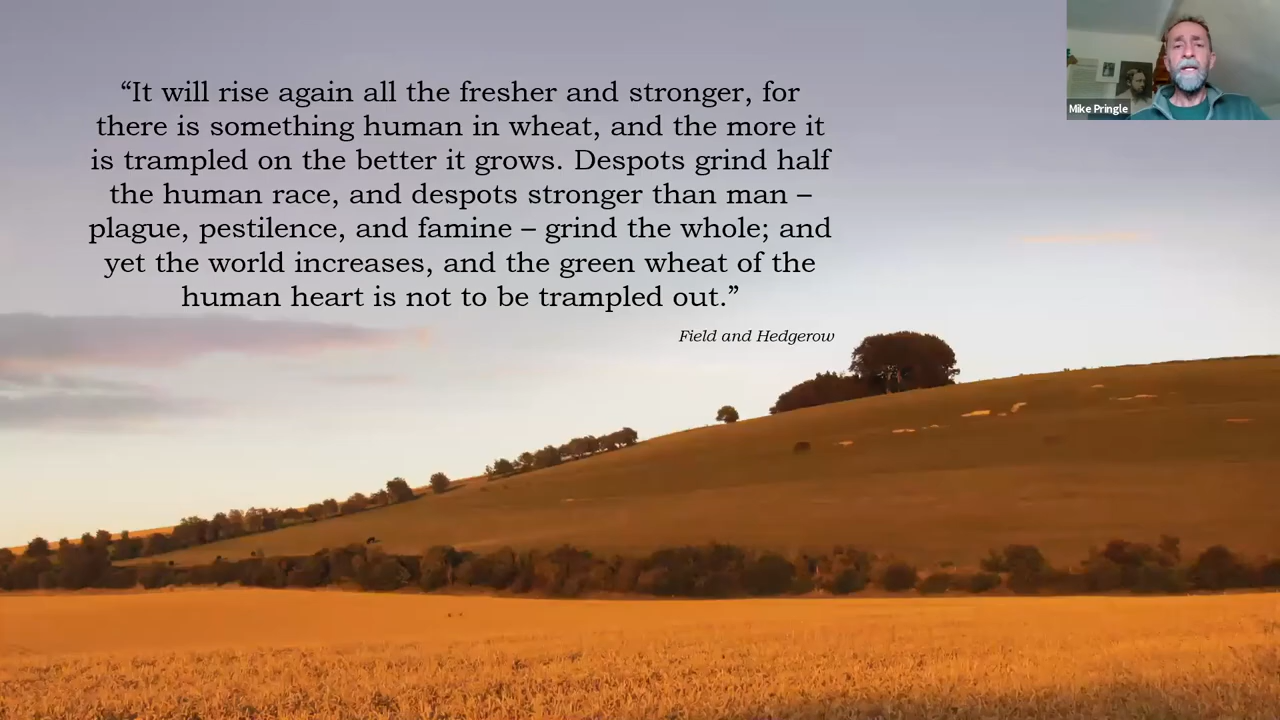 “It will rise again all the fresher and stronger, for
there is something human in wheat, and the more it
is trampled on the better it grows. Despots grind half
the human race, and despots stronger than man –
plague, pestilence, and famine – grind the whole; and
yet the world increases, and the green wheat of the
human heart is not to be trampled out.”
Field and Hedgerow
Mike Pringle